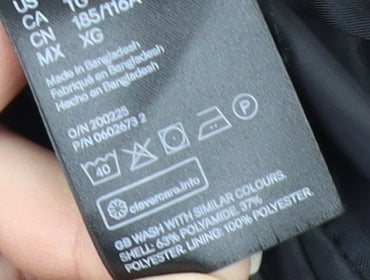 US
CA
CN 185/116A
MX XG
Made in Bangladesh
Fabriqué en Bangladesh
Hecho en Bangladesh
O/N 200225
P/N 0602673 2
40
P
clevercare.info
GB WASH WITH SIMILAR COLOURS.
SHELL: 63% POLYAMIDE, 37%
POLYESTER. LINING: 100% POLYESTER.